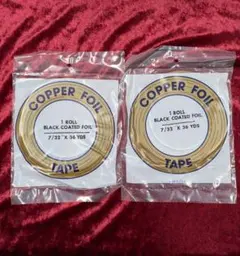 COPPER FOIL
1 ROLL
BLACK COATED FOIL
7/32" X 36 YDS
TAPE
COPPER FOIL
1 ROLL
BLACK COATED FOIL
7/32" X 36 YDS
TAPE